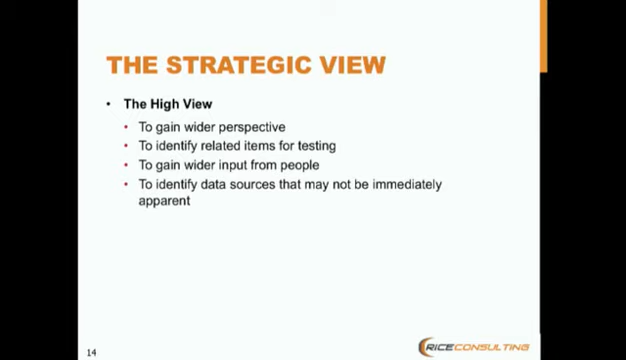 THE STRATEGIC VIEW
• The High View
• To gain wider perspective
• To identify related items for testing
• To gain wider input from people
• To identify data sources that may not be immediately
apparent
14
RICECONSULTING